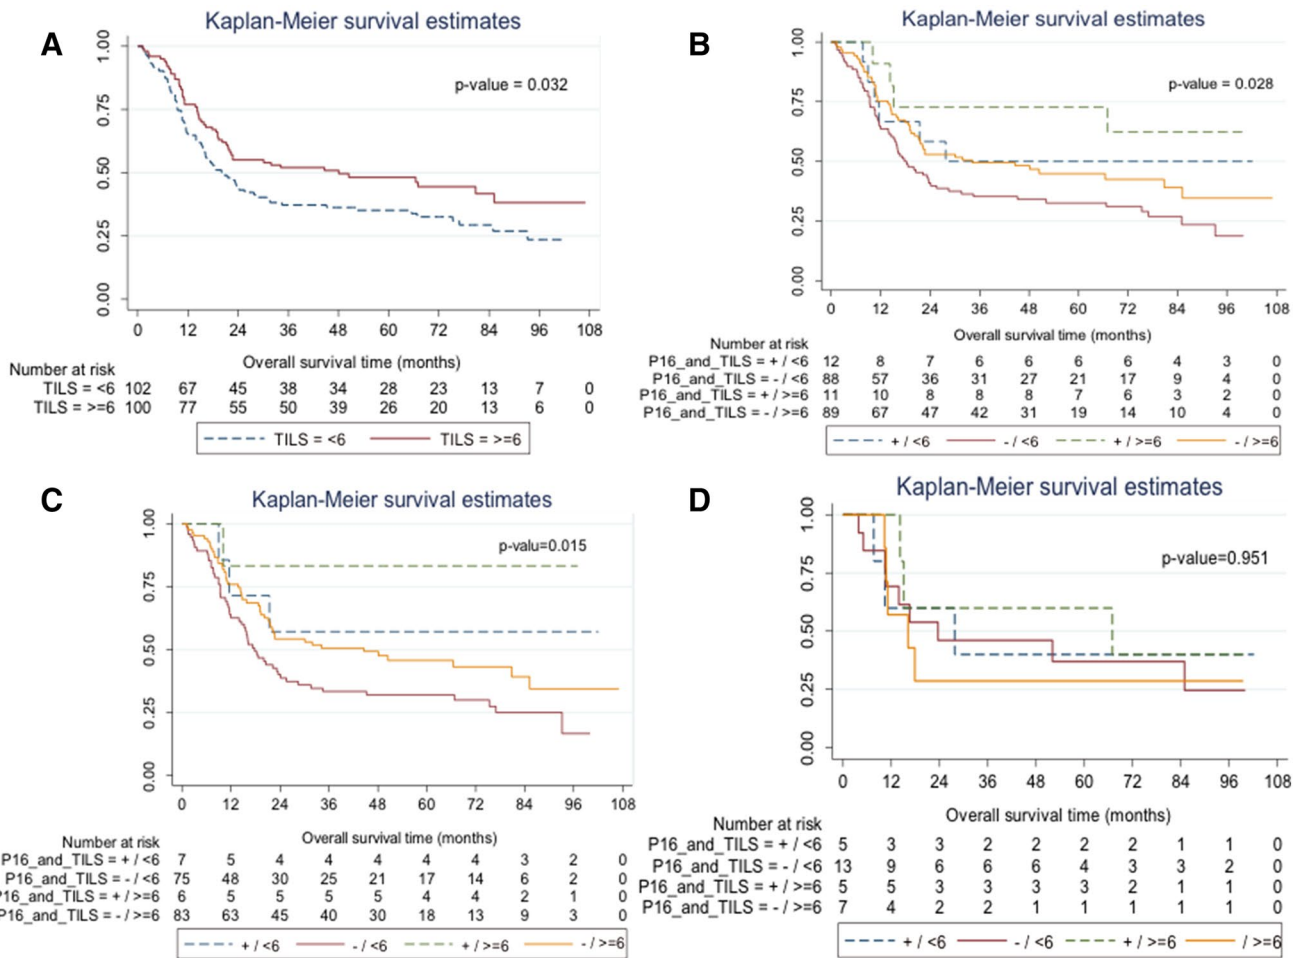 A
Kaplan-Meier survival estimates
p-value = 0.032
1.00
0.75
0.50
0.25
0.00
0 12 24 36 48 60 72 84 96 108
Overall survival time (months)
Number at risk
TILS = <6 102 67 45 38 34 28 23 13 7 0
TILS = >=6 100 77 55 50 39 26 20 13 6 0
TILS = <6 TILS = >=6
B
Kaplan-Meier survival estimates
p-value = 0.028
1.00
0.75
0.50
0.25
0.00
0 12 24 36 48 60 72 84 96 108
Overall survival time (months)
Number at risk
P16_and_TILS = + / <6 12 8 7 6 6 6 6 4 3 0
P16_and_TILS = - / <6 88 57 36 31 27 21 17 9 4 0
P16_and_TILS = + / >=6 11 10 8 8 8 7 6 3 2 0
P16_and_TILS = - / >=6 89 67 47 42 31 19 14 10 4 0
+ / <6 - / <6 + / >=6 - / >=6
C
Kaplan-Meier survival estimates
p-valu=0.015
1.00
0.75
0.50
0.25
0.00
0 12 24 36 48 60 72 84 96 108
Overall survival time (months)
Number at risk
P16_and_TILS = + / <6 7 5 4 4 4 4 4 3 2 0
P16_and_TILS = - / <6 75 48 30 25 21 17 14 6 2 0
P16_and_TILS = + / >=6 6 5 5 5 5 4 4 2 1 0
P16_and_TILS = - / >=6 83 63 45 40 30 18 13 9 3 0
+ / <6 - / <6 + / >=6 - / >=6
D
Kaplan-Meier survival estimates
p-value=0.951
1.00
0.75
0.50
0.25
0.00
0 12 24 36 48 60 72 84 96 108
Overall survival time (months)
Number at risk
P16_and_TILS = + / <6 5 3 3 2 2 2 2 1 1 0
P16_and_TILS = - / <6 13 9 6 6 6 4 3 3 2 0
P16_and_TILS = + / >=6 5 5 3 3 3 3 2 1 1 0
P16_and_TILS = - / >=6 7 4 2 2 1 1 1 1 1 0
+ / <6 - / <6 + / >=6 / >=6